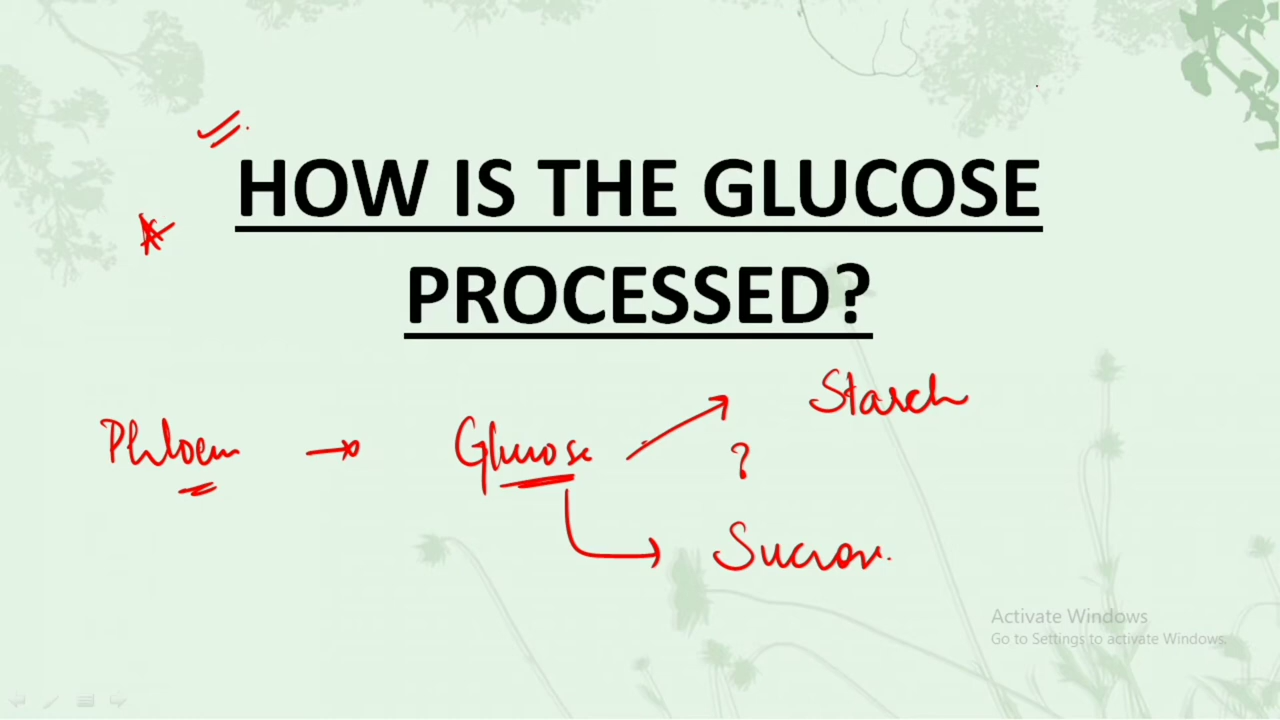 HOW IS THE GLUCOSE
PROCESSED?
Starch
Phloem → Glucose ?
Sucrose
Activate Windows
Go to Settings to activate Windows.